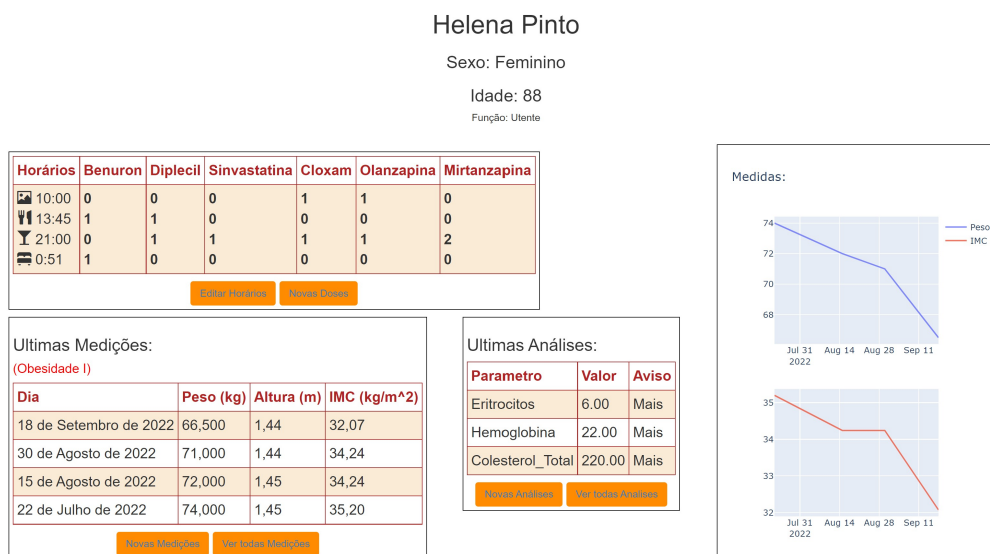 Helena Pinto
Sexo: Feminino
Idade: 88
Função: Utente
Horários Benuron Diplecil Sinvastatina Cloxam Olanzapina Mirtanzapina
10:00 0 0 0 1 1 0
13:45 1 1 0 0 0 0
21:00 0 1 1 1 1 2
0:51 1 0 0 0 0 0
Editar Horários Novas Doses
Ultimas Medições:
(Obesidade I)
Dia Peso (kg) Altura (m) IMC (kg/m^2)
18 de Setembro de 2022 66,500 1,44 32,07
30 de Agosto de 2022 71,000 1,44 34,24
15 de Agosto de 2022 72,000 1,45 34,24
22 de Julho de 2022 74,000 1,45 35,20
Novas Medições Ver todas Medições
Ultimas Análises:
Parametro Valor Aviso
Eritrocitos 6.00 Mais
Hemoglobina 22.00 Mais
Colesterol_Total 220.00 Mais
Novas Análises Ver todas Analises
Medidas:
74
72
70
68
Jul 31 Aug 14 Aug 28 Sep 11
2022
Peso
IMC
35
34
33
32
Jul 31 Aug 14 Aug 28 Sep 11
2022